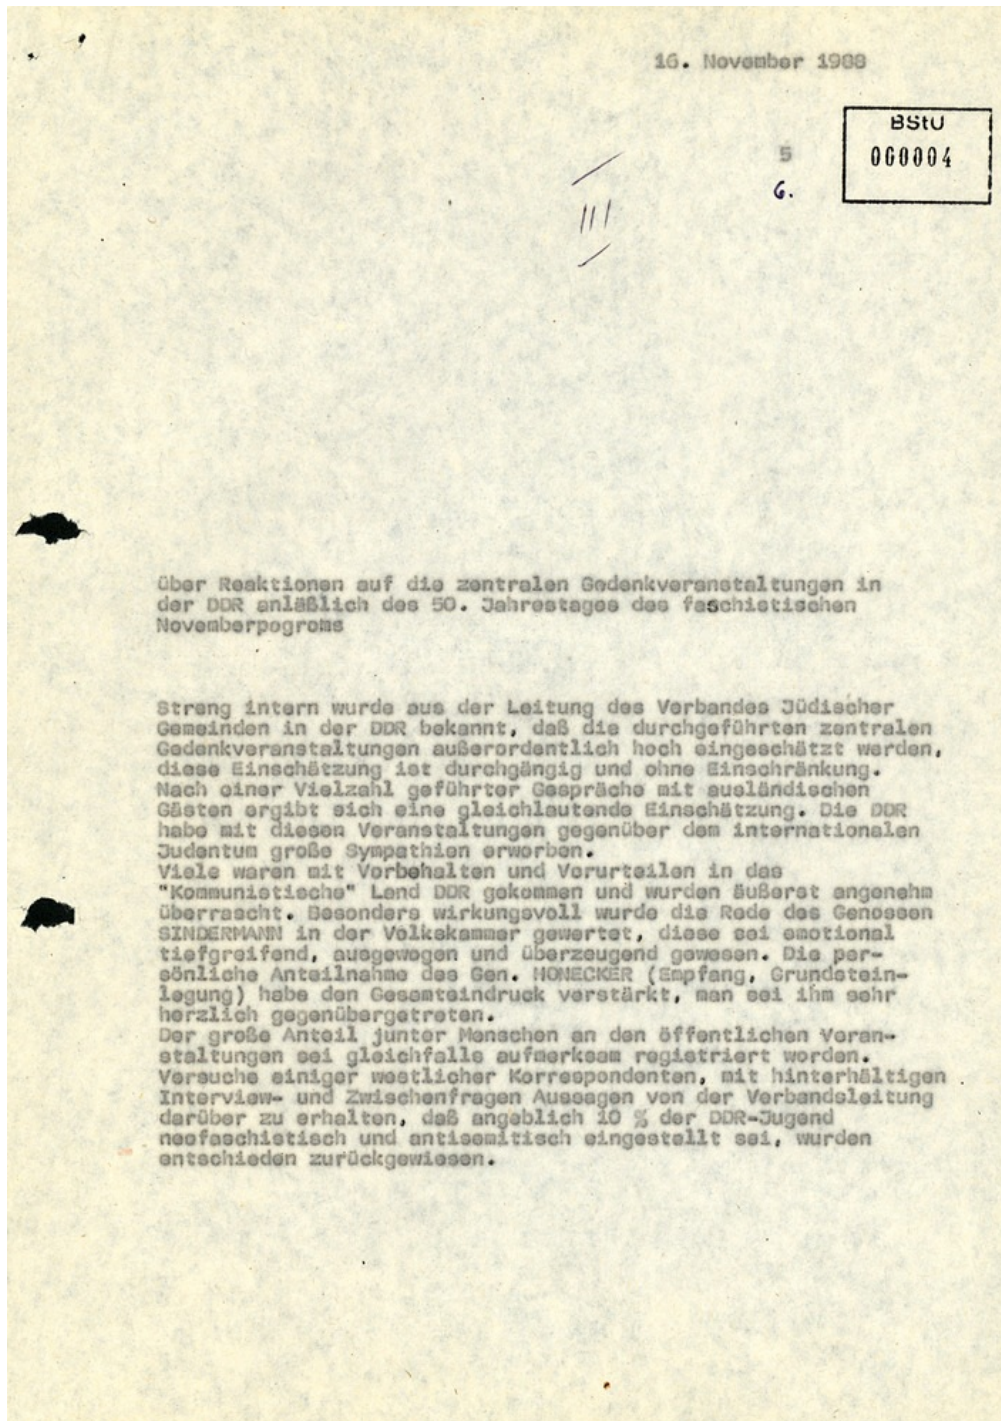 16. November 1988
BStU
000004
5
6.
III
über Reaktionen auf die zentralen Gedenkveranstaltungen in
der DDR anläßlich des 50. Jahrestages des faschistischen
Novemberpogroms
Streng intern wurde aus der Leitung des Verbandes Jüdischer
Gemeinden in der DDR bekannt, daß die durchgeführten zentralen
Gedenkveranstaltungen außerordentlich hoch eingeschätzt werden,
diese Einschätzung ist durchgängig und ohne Einschränkung.
Nach einer Vielzahl geführter Gespräche mit ausländischen
Gästen ergibt sich eine gleichlautende Einschätzung. Die DDR
habe mit diesen Veranstaltungen gegenüber dem internationalen
Judentum große Sympathien erworben.
Viele waren mit Vorbehalten und Vorurteilen in das
"Kommunistische" Land DDR gekommen und wurden äußerst angenehm
überrascht. Besonders wirkungsvoll wurde die Rede des Genossen
SINDERMANN in der Volkskammer gewertet, diese sei emotional
tiefgreifend, ausgewogen und überzeugend gewesen. Die per-
sönliche Anteilnahme des Gen. HONECKER (Empfang, Grundstein-
legung) habe den Gesamteindruck verstärkt, man sei ihm sehr
herzlich gegenübergetreten.
Der große Anteil junter Menschen an den öffentlichen Veran-
staltungen sei gleichfalls aufmerksam registriert worden.
Versuche einiger westlicher Korrespondenten, mit hinterhältigen
Interview- und Zwischenfragen Aussagen von der Verbandsleitung
darüber zu erhalten, daß angeblich 10 % der DDR-Jugend
neofaschistisch und antisemitisch eingestellt sei, wurden
entschieden zurückgewiesen.